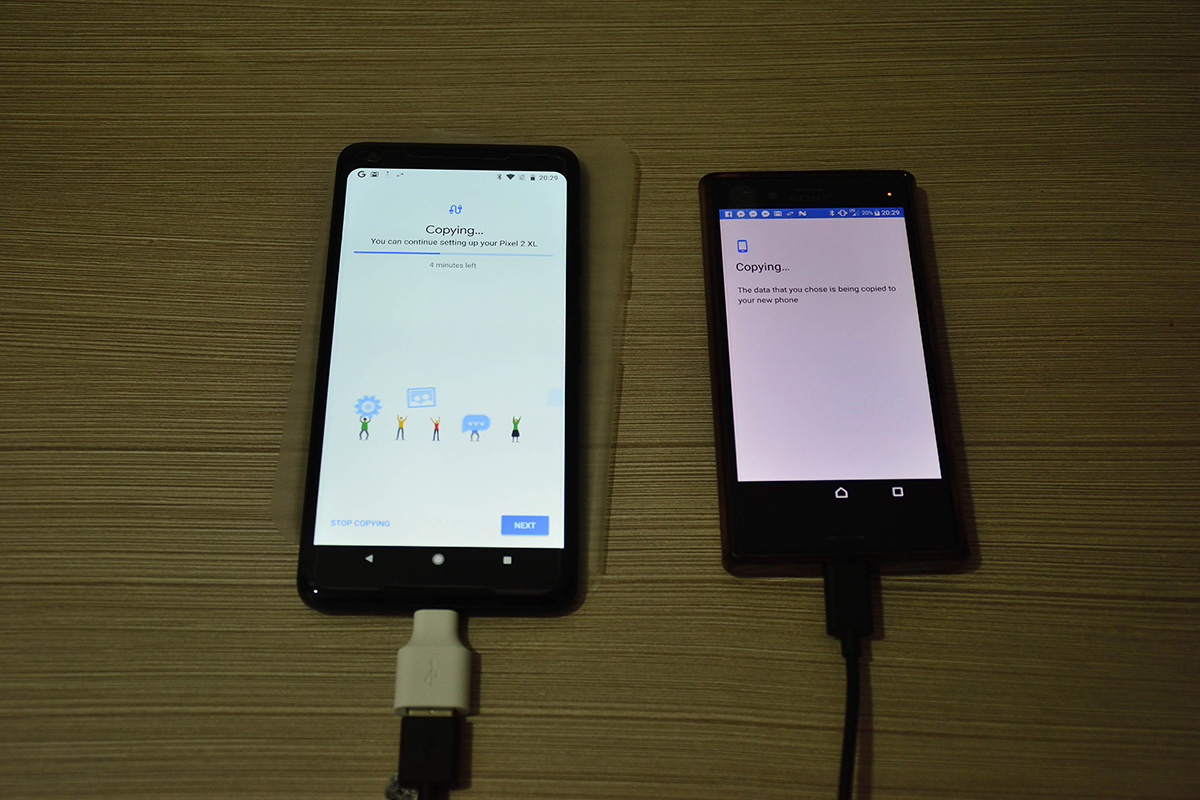 20:29
Copying...
You can continue setting up your Pixel 2 XL
4 minutes left
STOP COPYING
NEXT
20% 20:29
Copying...
The data that you chose is being copied to
your new phone